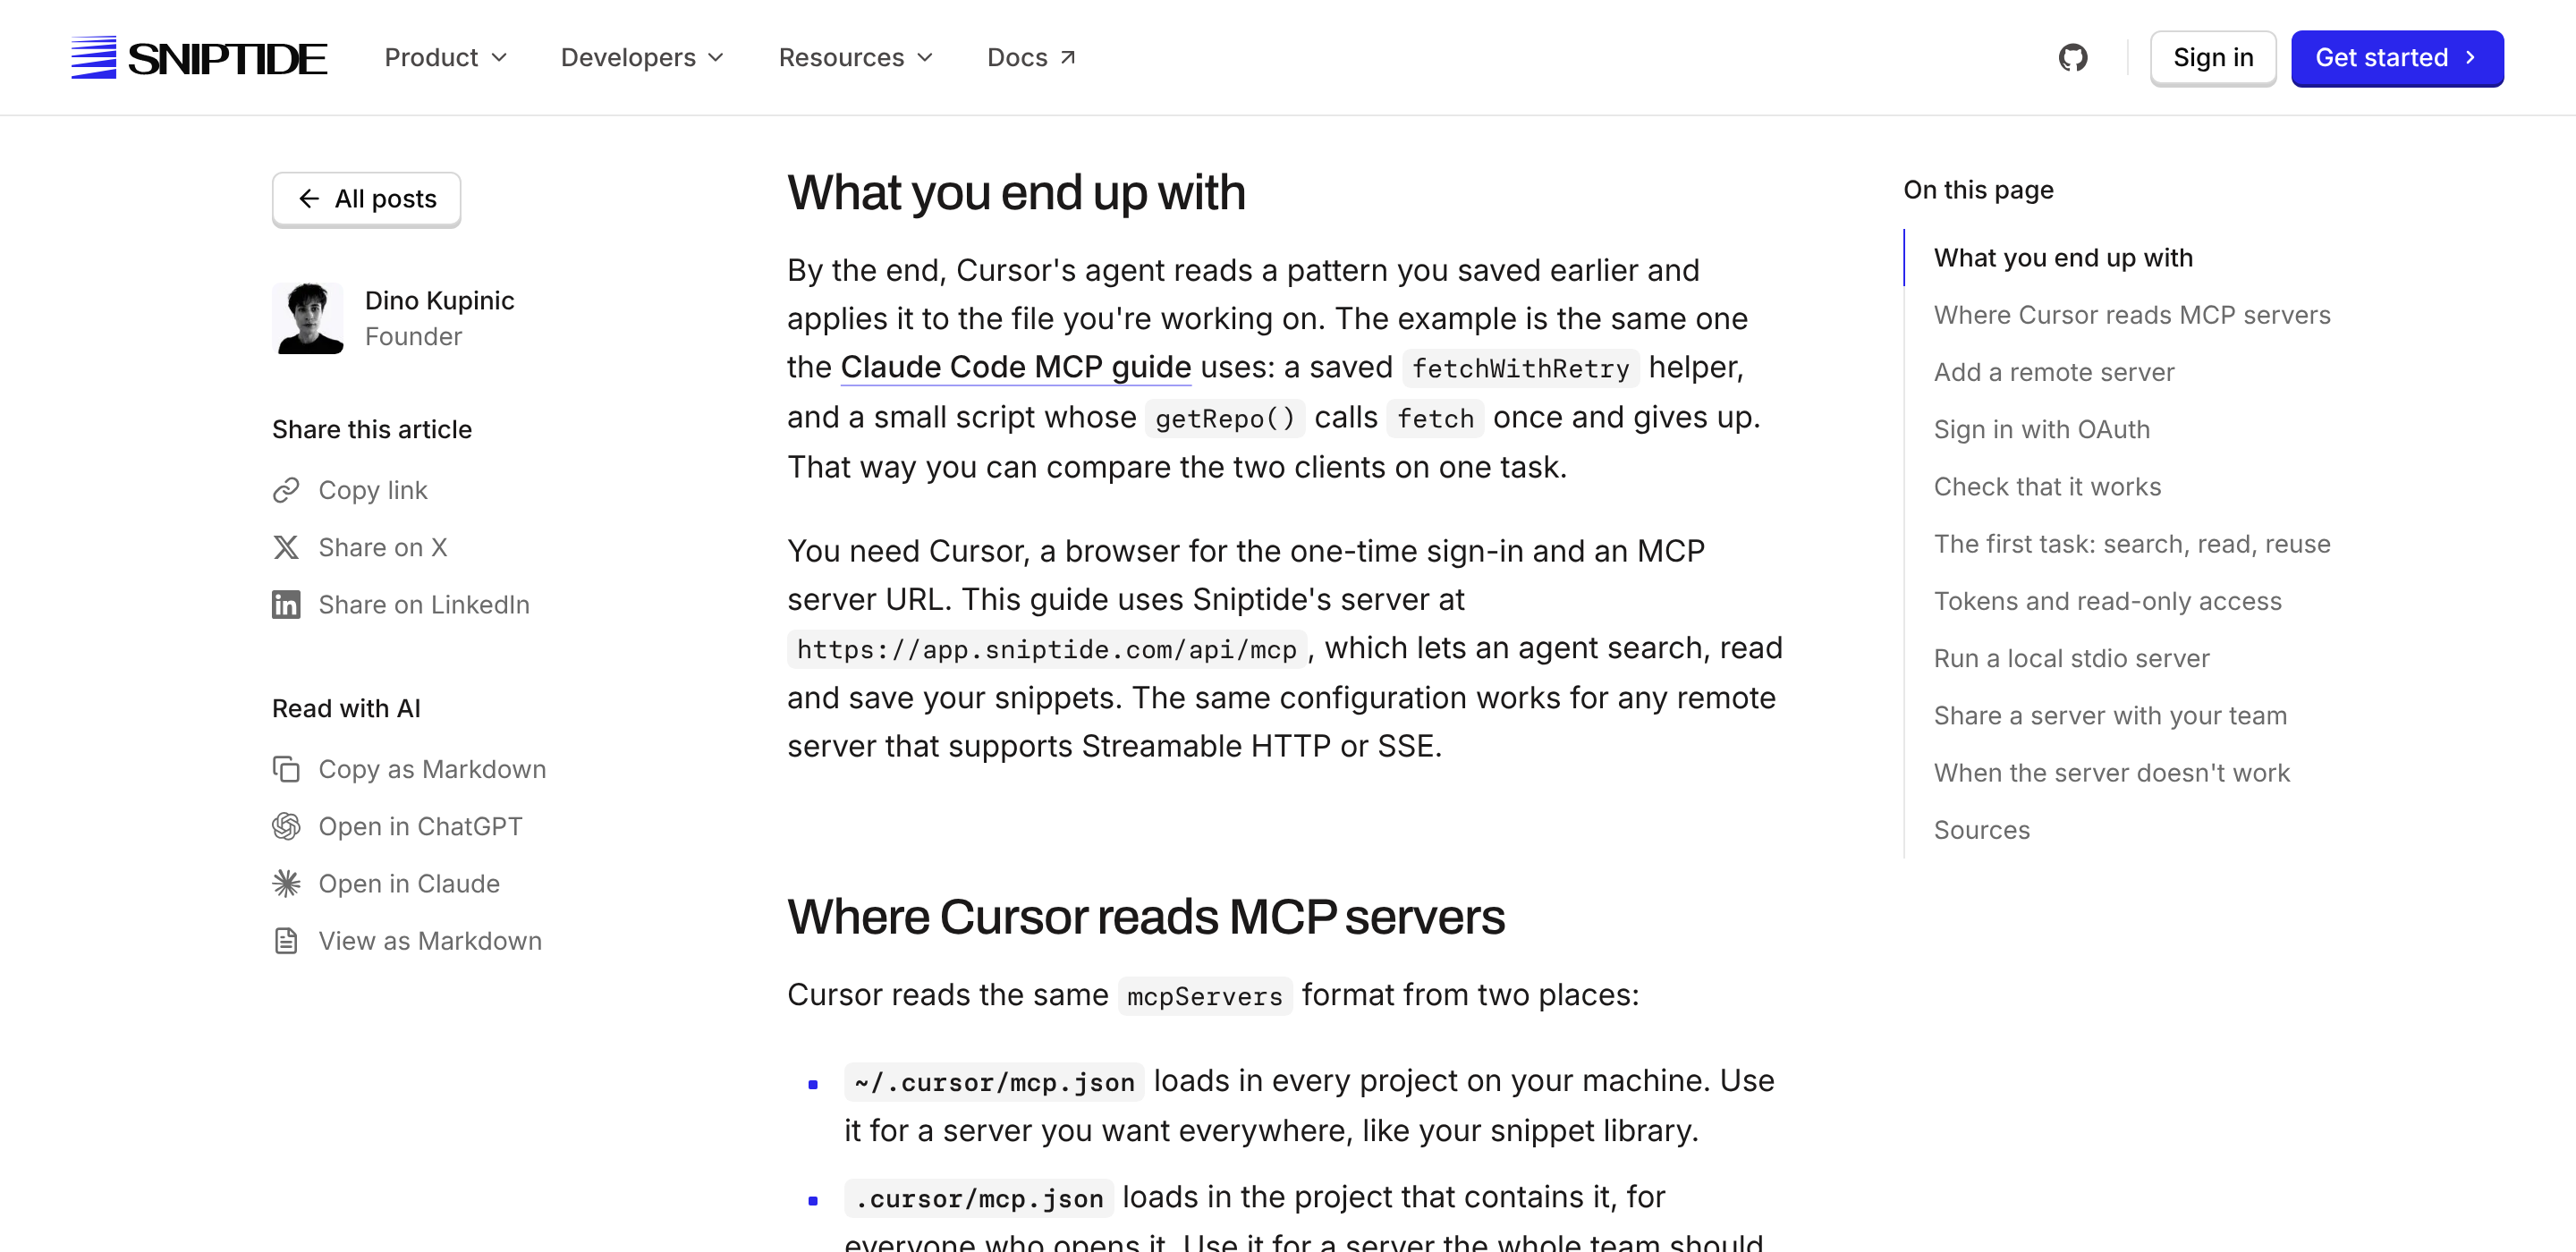 SNIPTIDE
Product
Developers
Resources
Docs
Sign in
Get started
All posts
Dino Kupinic
Founder
Share this article
Copy link
Share on X
Share on LinkedIn
Read with AI
Copy as Markdown
Open in ChatGPT
Open in Claude
View as Markdown
What you end up with
By the end, Cursor's agent reads a pattern you saved earlier and
applies it to the file you're working on. The example is the same one
the Claude Code MCP guide uses: a saved fetchWithRetry helper,
and a small script whose getRepo() calls fetch once and gives up.
That way you can compare the two clients on one task.
You need Cursor, a browser for the one-time sign-in and an MCP
server URL. This guide uses Sniptide's server at
https://app.sniptide.com/api/mcp, which lets an agent search, read
and save your snippets. The same configuration works for any remote
server that supports Streamable HTTP or SSE.
Where Cursor reads MCP servers
Cursor reads the same mcpServers format from two places:
~/.cursor/mcp.json loads in every project on your machine. Use
it for a server you want everywhere, like your snippet library.
.cursor/mcp.json loads in the project that contains it, for
everyone who opens it. Use it for a server the whole team should
On this page
What you end up with
Where Cursor reads MCP servers
Add a remote server
Sign in with OAuth
Check that it works
The first task: search, read, reuse
Tokens and read-only access
Run a local stdio server
Share a server with your team
When the server doesn't work
Sources